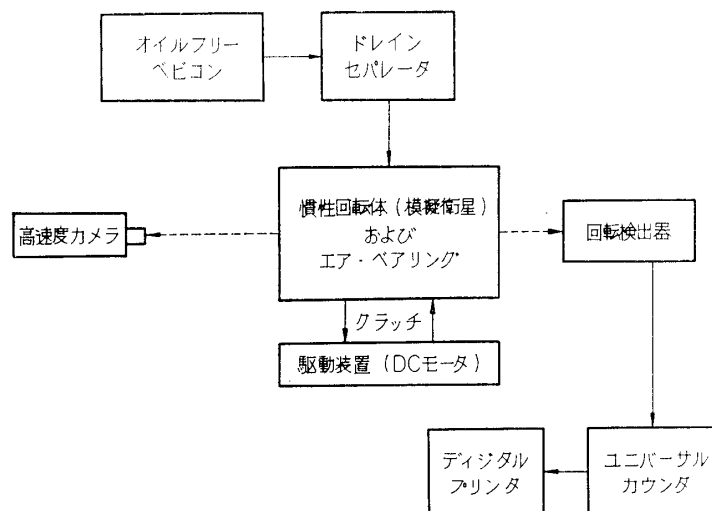 オイルフリー
ベビコン
ドレイン
セパレータ
慣性回転体(模擬衛星)
および
エア・ベアリング
高速度カメラ
回転検出器
クラッチ
駆動装置(DCモータ)
ディジタル
プリンタ
ユニバーサル
カウンタ